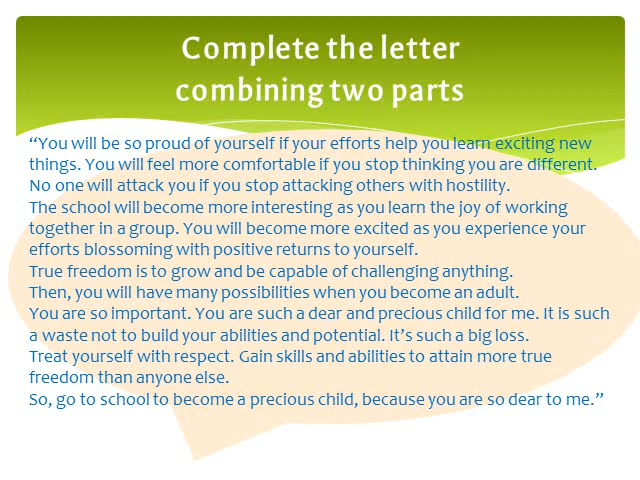 Complete the letter
combining two parts
“You will be so proud of yourself if your efforts help you learn exciting new
things. You will feel more comfortable if you stop thinking you are different.
No one will attack you if you stop attacking others with hostility.
The school will become more interesting as you learn the joy of working
together in a group. You will become more excited as you experience your
efforts blossoming with positive returns to yourself.
True freedom is to grow and be capable of challenging anything.
Then, you will have many possibilities when you become an adult.
You are so important. You are such a dear and precious child for me. It is such
a waste not to build your abilities and potential. It’s such a big loss.
Treat yourself with respect. Gain skills and abilities to attain more true
freedom than anyone else.
So, go to school to become a precious child, because you are so dear to me.”